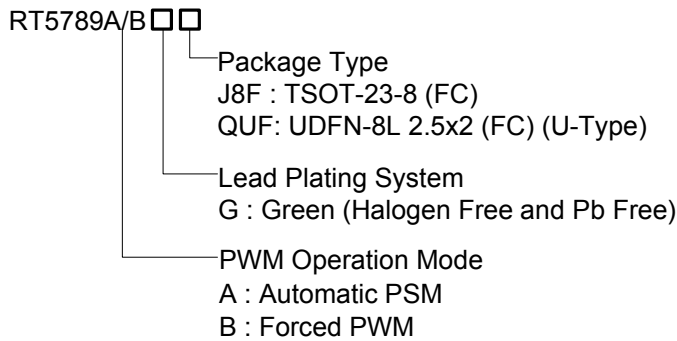 RT5789A/B
Package Type
J8F : TSOT-23-8 (FC)
QUF: UDFN-8L 2.5x2 (FC) (U-Type)
Lead Plating System
G : Green (Halogen Free and Pb Free)
PWM Operation Mode
A : Automatic PSM
B : Forced PWM